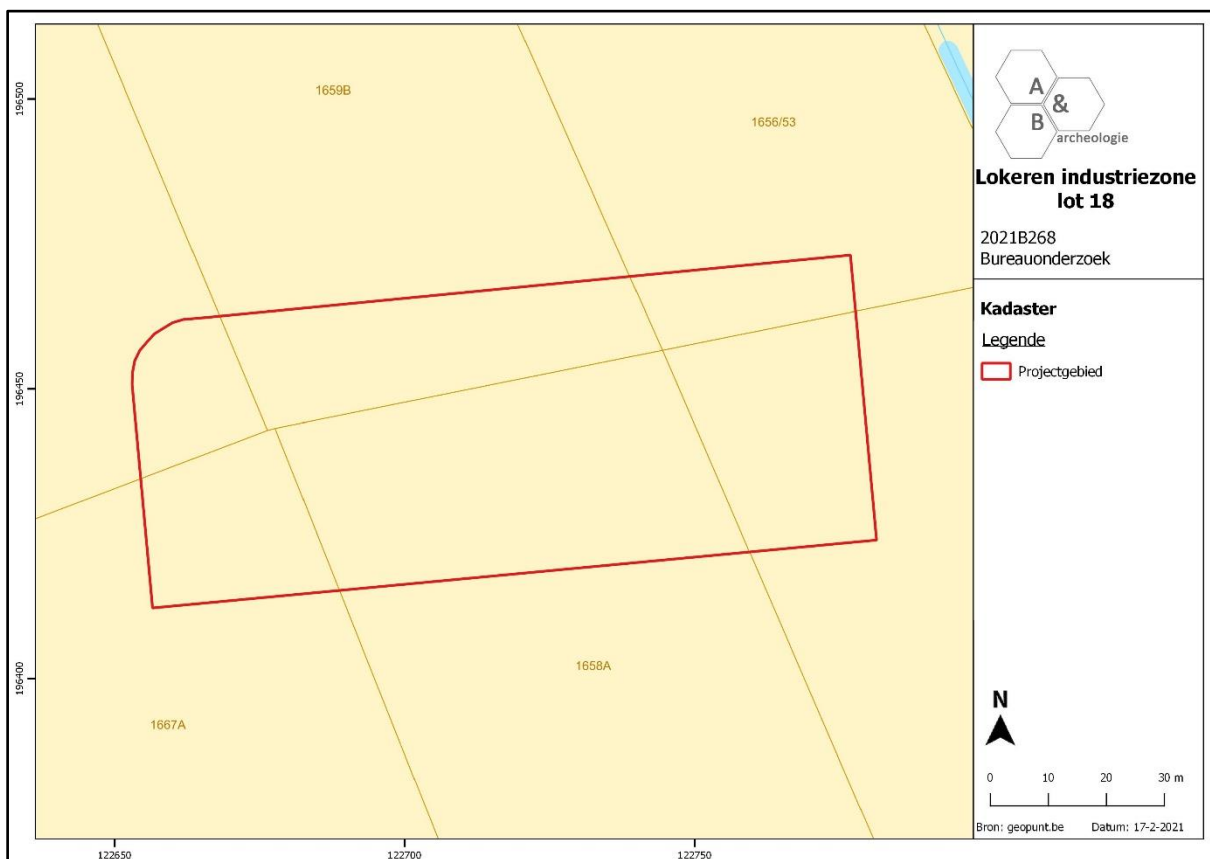 1659B
1656/53
1658A
1667A
196500
196450
196400
122650
122700
122750
A
&
B
archeologie
Lokeren industriezone
lot 18
2021B268
Bureauonderzoek
Kadaster
Legende
Projectgebied
N
0 10 20 30 m
Bron: geopunt.be Datum: 17-2-2021